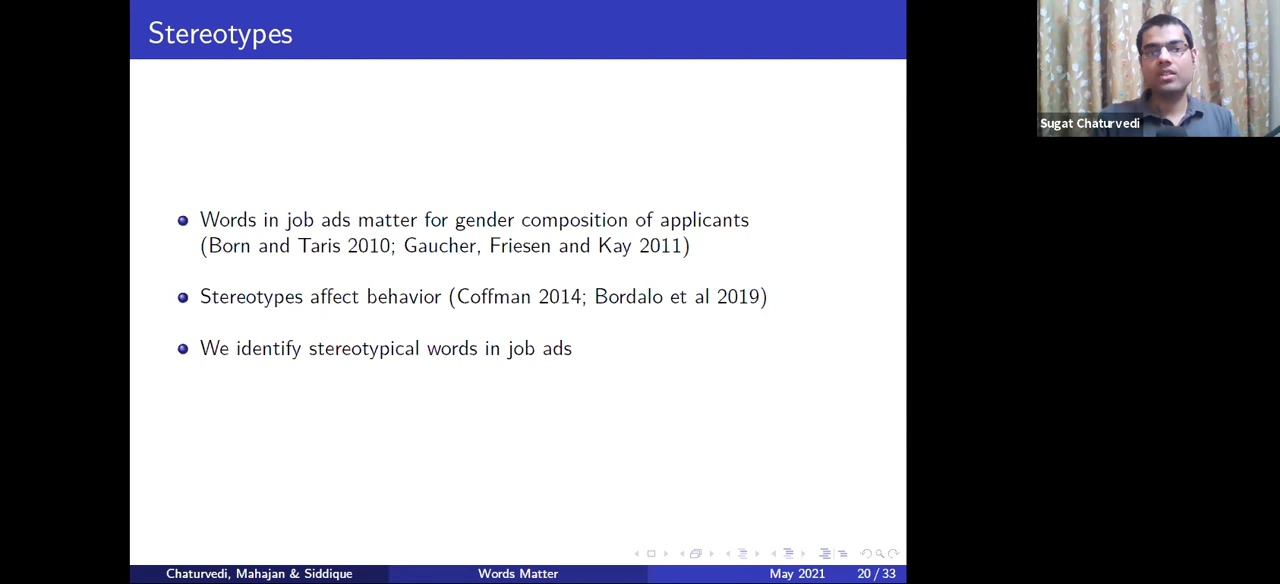 Stereotypes
Sugat Chaturvedi
Words in job ads matter for gender composition of applicants
(Born and Taris 2010; Gaucher, Friesen and Kay 2011)
Stereotypes affect behavior (Coffman 2014; Bordalo et al 2019)
We identify stereotypical words in job ads
Chaturvedi, Mahajan & Siddique
Words Matter
May 2021
20 / 33